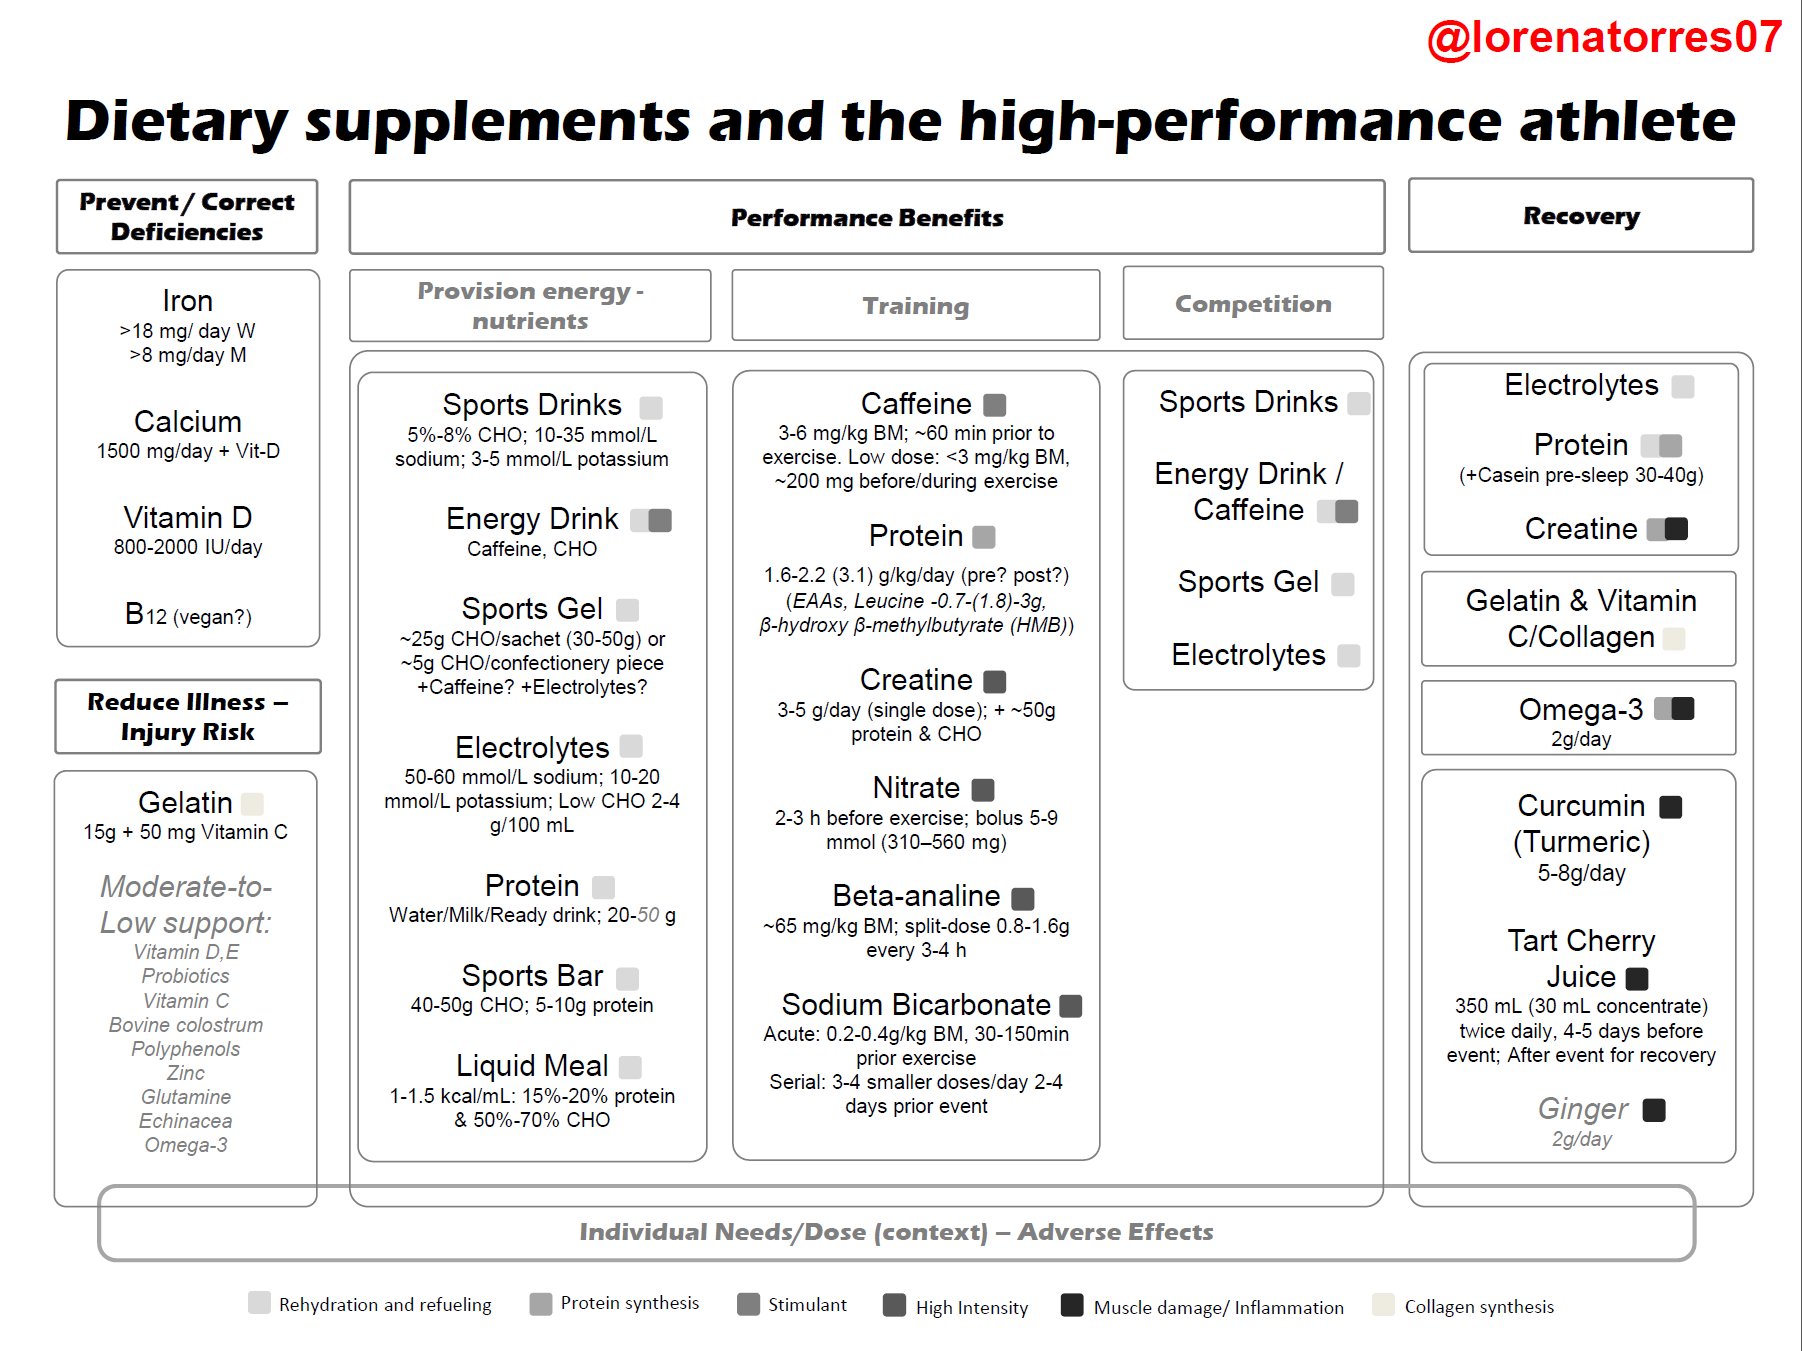 @lorenatorres07
Dietary supplements and the high-performance athlete
Prevent / Correct
Deficiencies
Iron
>18 mg/ day W
>8 mg/day M
Calcium
1500 mg/day + Vit-D
Vitamin D
800-2000 IU/day
B12 (vegan?)
Reduce Illness –
Injury Risk
Gelatin
15g + 50 mg Vitamin C
Moderate-to-
Low support:
Vitamin D,E
Probiotics
Vitamin C
Bovine colostrum
Polyphenols
Zinc
Glutamine
Echinacea
Omega-3
Performance Benefits
Provision energy -
nutrients
Sports Drinks
5%-8% CHO; 10-35 mmol/L
sodium; 3-5 mmol/L potassium
Energy Drink
Caffeine, CHO
Sports Gel
~25g CHO/sachet (30-50g) or
~5g CHO/confectionery piece
+Caffeine? +Electrolytes?
Electrolytes
50-60 mmol/L sodium; 10-20
mmol/L potassium; Low CHO 2-4
g/100 mL
Protein
Water/Milk/Ready drink; 20-50 g
Sports Bar
40-50g CHO; 5-10g protein
Liquid Meal
1-1.5 kcal/mL: 15%-20% protein
& 50%-70% CHO
Training
Caffeine
3-6 mg/kg BM; ~60 min prior to
exercise. Low dose: <3 mg/kg BM,
~200 mg before/during exercise
Protein
1.6-2.2 (3.1) g/kg/day (pre? post?)
(EAAs, Leucine -0.7-(1.8)-3g,
β-hydroxy β-methylbutyrate (HMB))
Creatine
3-5 g/day (single dose); + ~50g
protein & CHO
Nitrate
2-3 h before exercise; bolus 5-9
mmol (310–560 mg)
Beta-analine
~65 mg/kg BM; split-dose 0.8-1.6g
every 3-4 h
Sodium Bicarbonate
Acute: 0.2-0.4g/kg BM, 30-150min
prior exercise
Serial: 3-4 smaller doses/day 2-4
days prior event
Competition
Sports Drinks
Energy Drink /
Caffeine
Sports Gel
Electrolytes
Recovery
Electrolytes
Protein
(+Casein pre-sleep 30-40g)
Creatine
Gelatin & Vitamin
C/Collagen
Omega-3
2g/day
Curcumin
(Turmeric)
5-8g/day
Tart Cherry
Juice
350 mL (30 mL concentrate)
twice daily, 4-5 days before
event; After event for recovery
Ginger
2g/day
Individual Needs/Dose (context) – Adverse Effects
Rehydration and refueling
Protein synthesis
Stimulant
High Intensity
Muscle damage/ Inflammation
Collagen synthesis